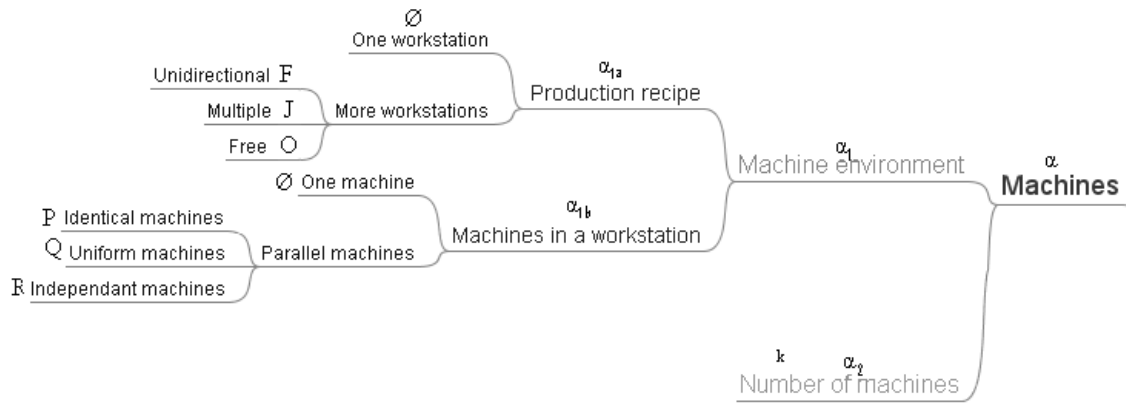 Ø
One workstation
α1a
Unidirectional F
Production recipe
Multiple J
More workstations
Free O
α1
Machine environment
α
Machines
Ø One machine
α1b
P Identical machines
Machines in a workstation
Q Uniform machines
Parallel machines
R Independant machines
k α2
Number of machines